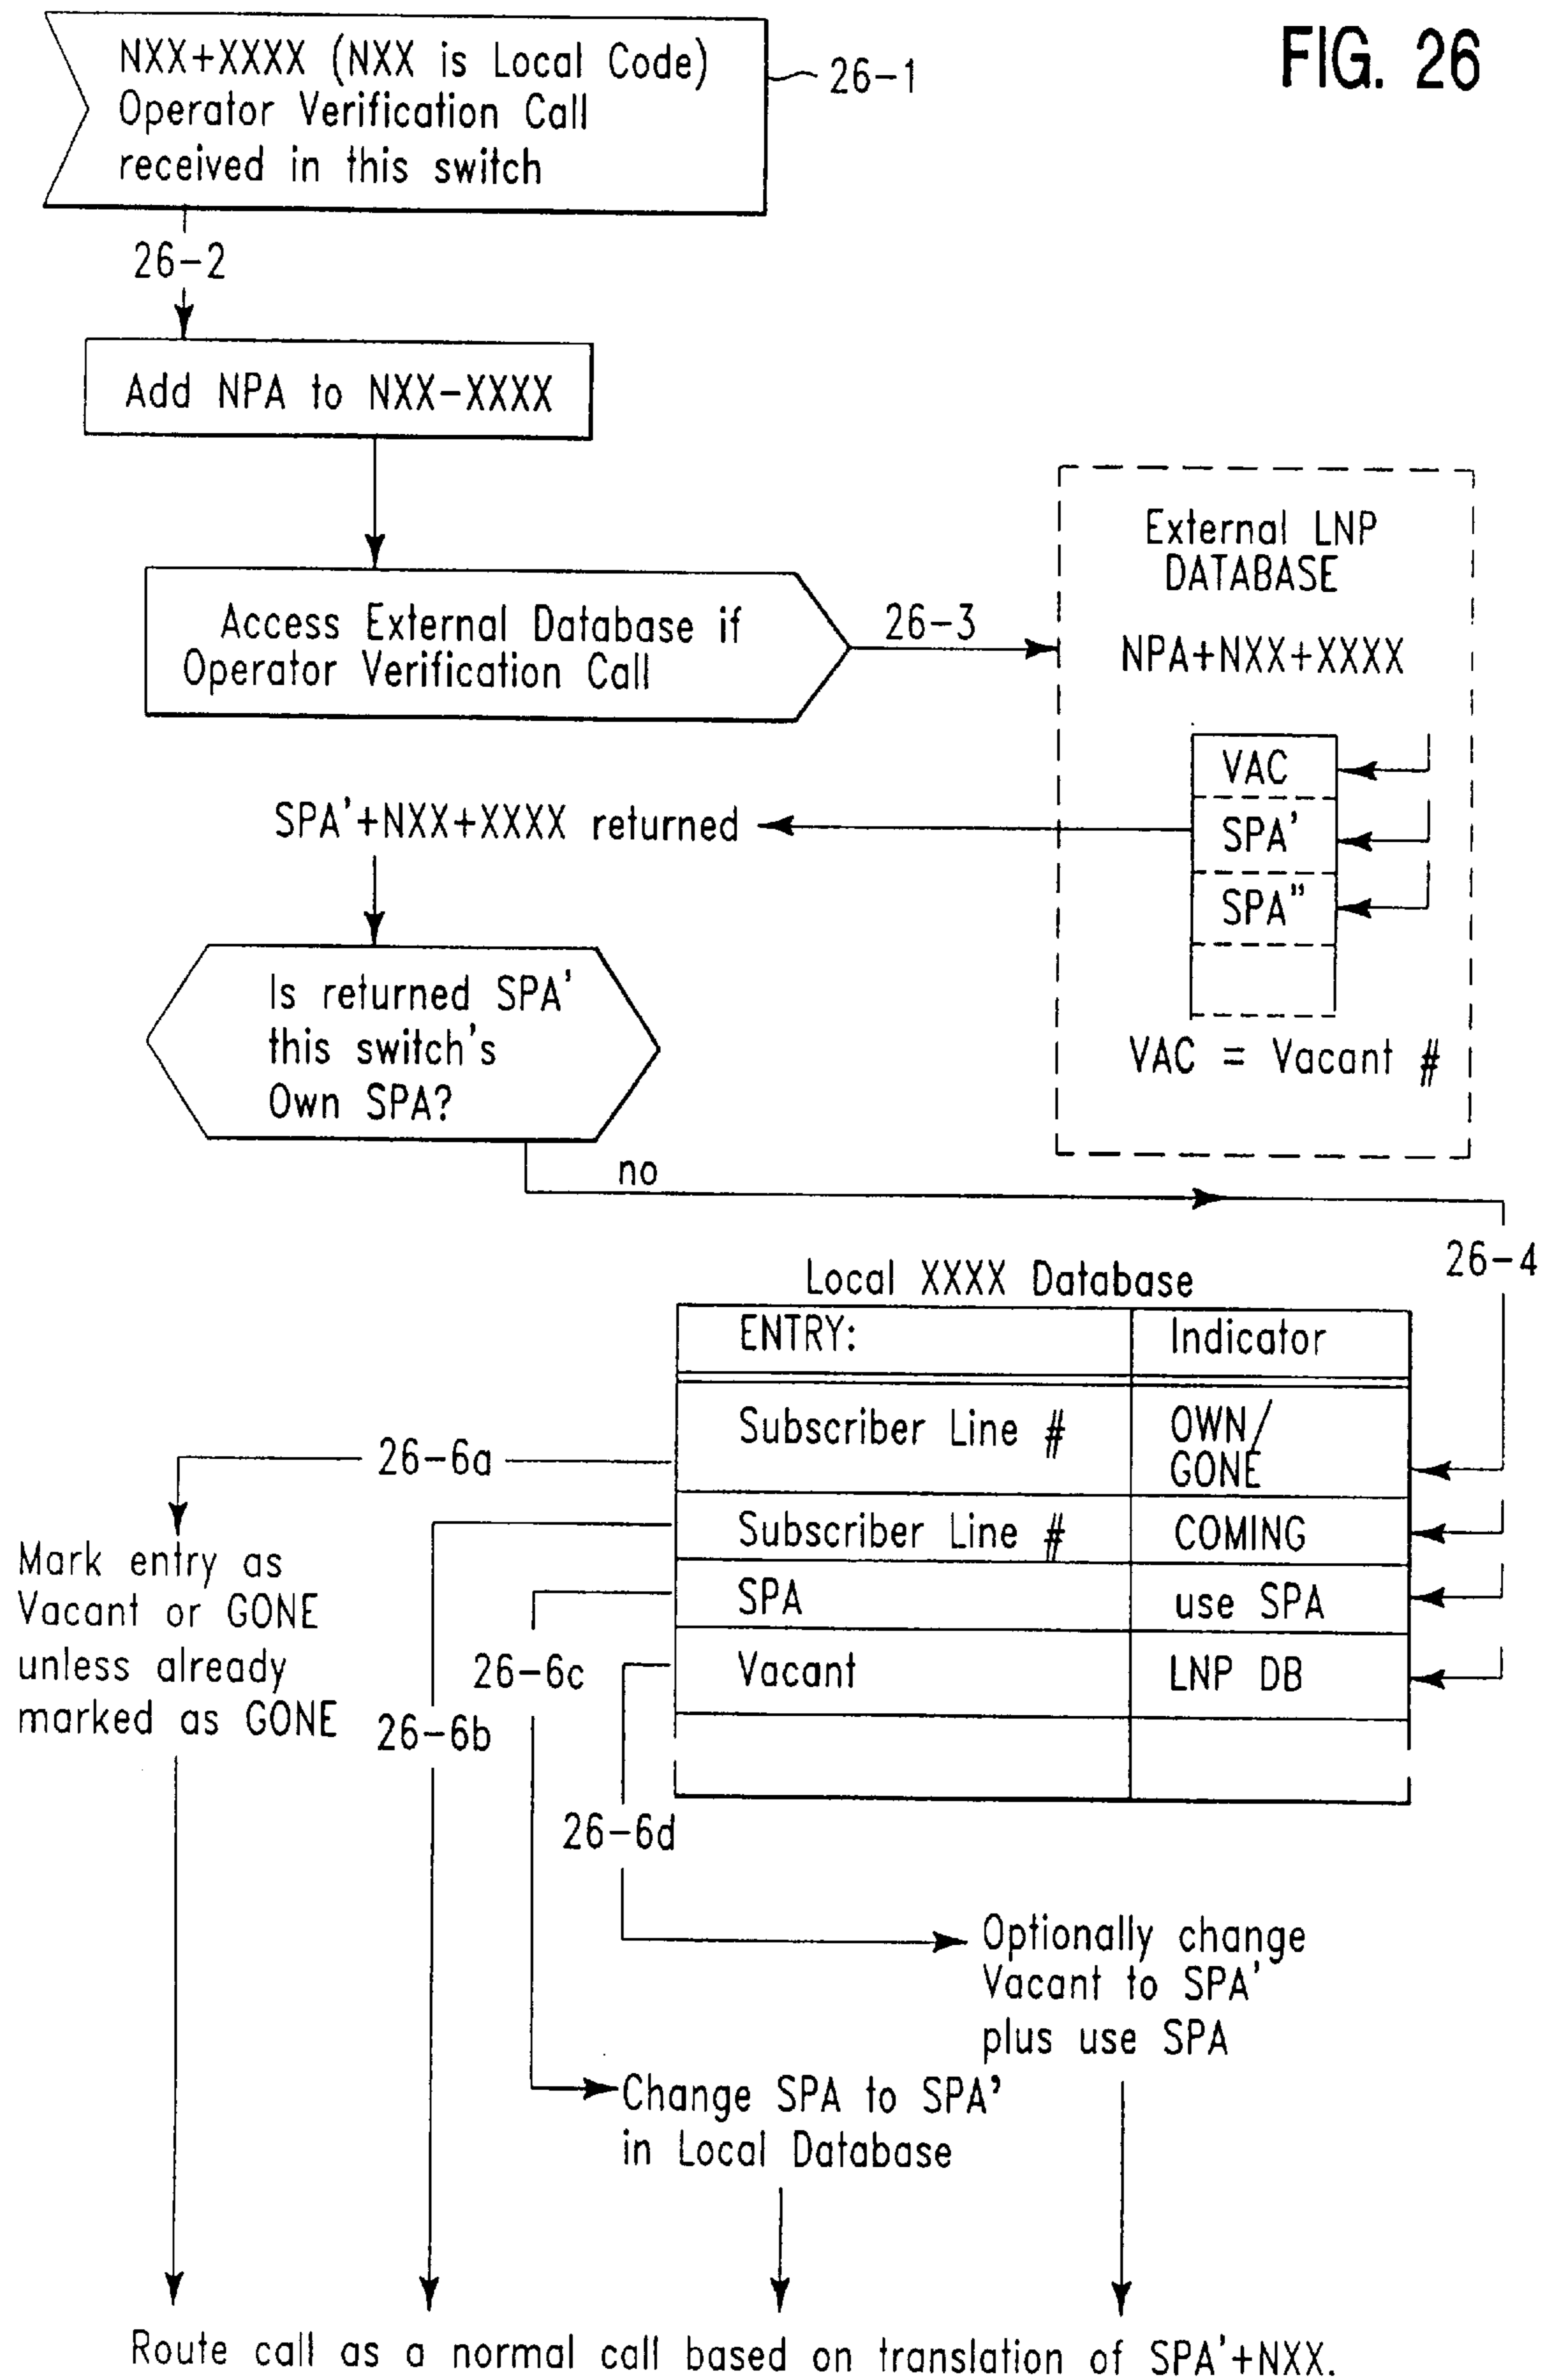 FIG. 26
NXX+XXXX (NXX is Local Code)
Operator Verification Call
received in this switch
26-1
26-2
Add NPA to NXX-XXXX
Access External Database if
Operator Verification Call
26-3
External LNP
DATABASE
NPA+NXX+XXXX
VAC
SPA'
SPA"
VAC = Vacant #
SPA'+NXX+XXXX returned
Is returned SPA'
this switch's
Own SPA?
no
26-4
Local XXXX Database
ENTRY: Indicator
Subscriber Line # OWN/
GONE
Subscriber Line # COMING
SPA use SPA
Vacant LNP DB
26-6a
Mark entry as
Vacant or GONE
unless already
marked as GONE
26-6b
26-6c
26-6d
Optionally change
Vacant to SPA'
plus use SPA
Change SPA to SPA'
in Local Database
Route call as a normal call based on translation of SPA'+NXX.